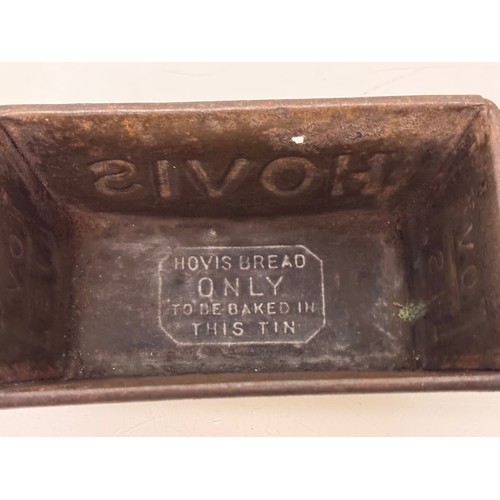 HOVIS
HOVIS BREAD
ONLY
TO BE BAKED IN
THIS TIN